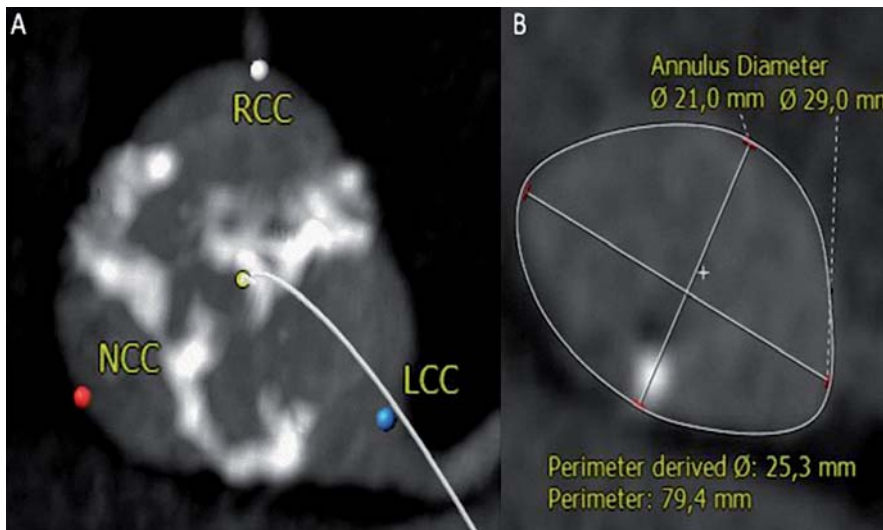 A
RCC
NCC
LCC
B
Annulus Diameter
Ø 21,0 mm Ø 29,0 mm
Perimeter derived Ø: 25,3 mm
Perimeter: 79,4 mm